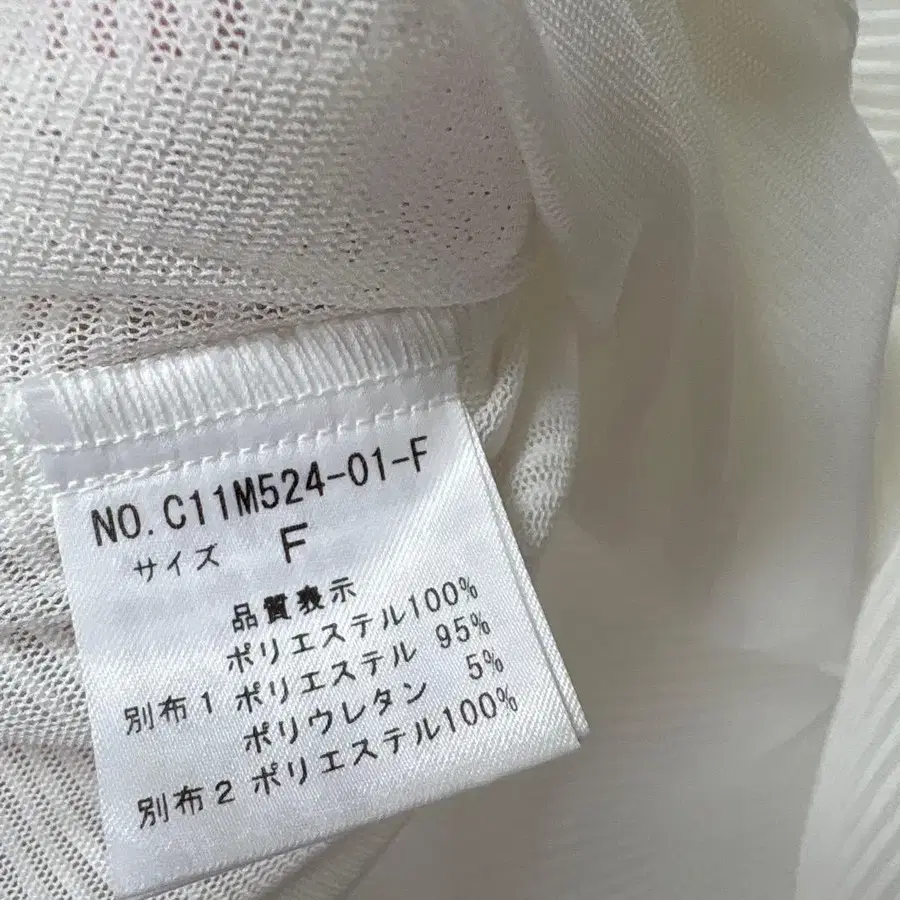 NO.C11M524-01-F
サイズ F
品質表示
ポリエステル100%
別布1 ポリエステル 95%
ポリウレタン 5%
別布2 ポリエステル100%